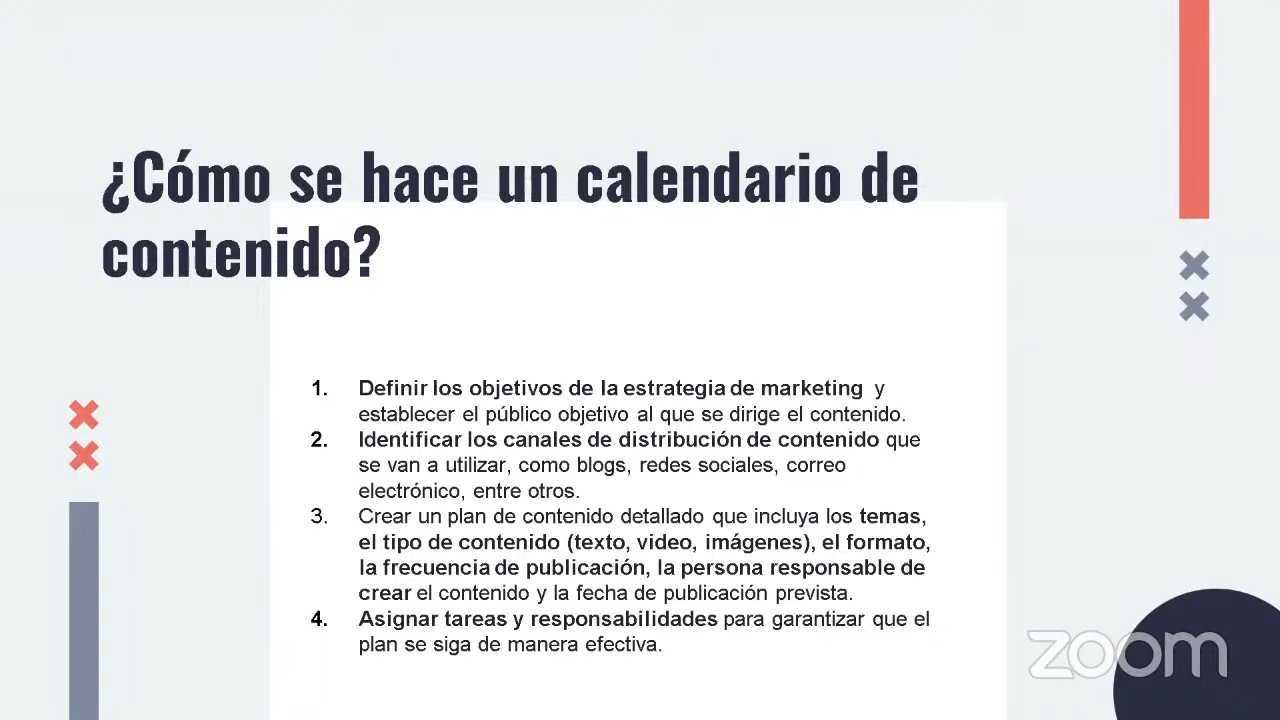 ¿Cómo se hace un calendario de
contenido?
1. Definir los objetivos de la estrategia de marketing y
establecer el público objetivo al que se dirige el contenido.
2. Identificar los canales de distribución de contenido que
se van a utilizar, como blogs, redes sociales, correo
electrónico, entre otros.
3. Crear un plan de contenido detallado que incluya los temas,
el tipo de contenido (texto, video, imágenes), el formato,
la frecuencia de publicación, la persona responsable de
crear el contenido y la fecha de publicación prevista.
4. Asignar tareas y responsabilidades para garantizar que el
plan se siga de manera efectiva.
zoom